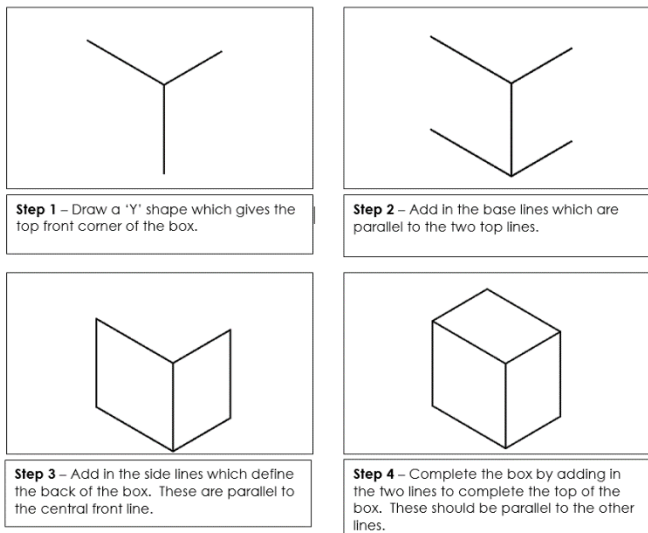 Step 1 – Draw a ‘Y’ shape which gives the
top front corner of the box.
Step 2 – Add in the base lines which are
parallel to the two top lines.
Step 3 – Add in the side lines which define
the back of the box.  These are parallel to
the central front line.
Step 4 – Complete the box by adding in
the two lines to complete the top of the
box.  These should be parallel to the other
lines.